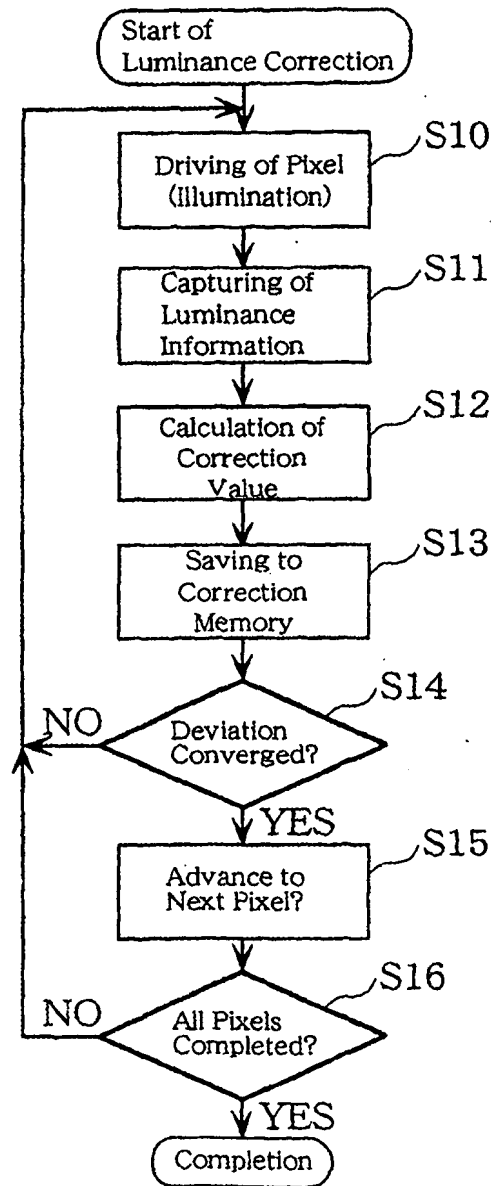 Start of
Luminance Correction
S10
Driving of Pixel
(Illumination)
S11
Capturing of
Luminance
Information
S12
Calculation of
Correction
Value
S13
Saving to
Correction
Memory
S14
Deviation
Converged?
NO
YES
S15
Advance to
Next Pixel?
S16
All Pixels
Completed?
NO
YES
Completion